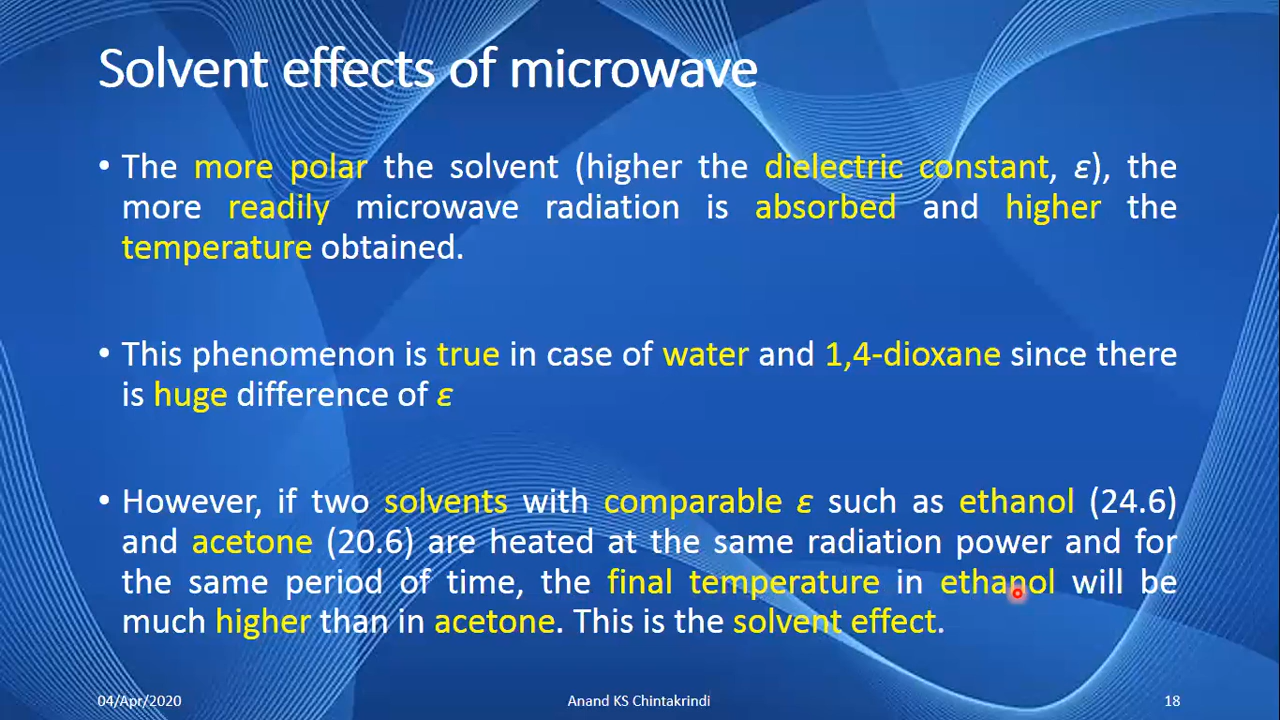 Solvent effects of microwave
• The more polar the solvent (higher the dielectric constant, ε), the
more readily microwave radiation is absorbed and higher the
temperature obtained.
• This phenomenon is true in case of water and 1,4-dioxane since there
is huge difference of ε
• However, if two solvents with comparable ε such as ethanol (24.6)
and acetone (20.6) are heated at the same radiation power and for
the same period of time, the final temperature in ethanol will be
much higher than in acetone. This is the solvent effect.
04/Apr/2020 Anand KS Chintakrindi 18